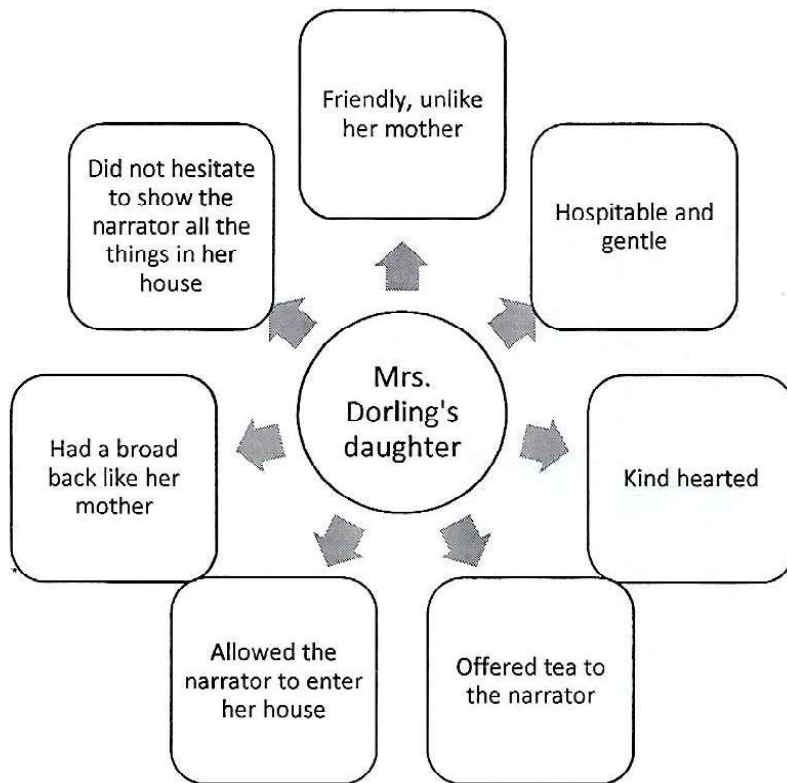 Friendly, unlike
her mother
Hospitable and
gentle
Kind hearted
Offered tea to
the narrator
Allowed the
narrator to enter
her house
Had a broad
back like her
mother
Did not hesitate
to show the
narrator all the
things in her
house
Mrs.
Dorling's
daughter